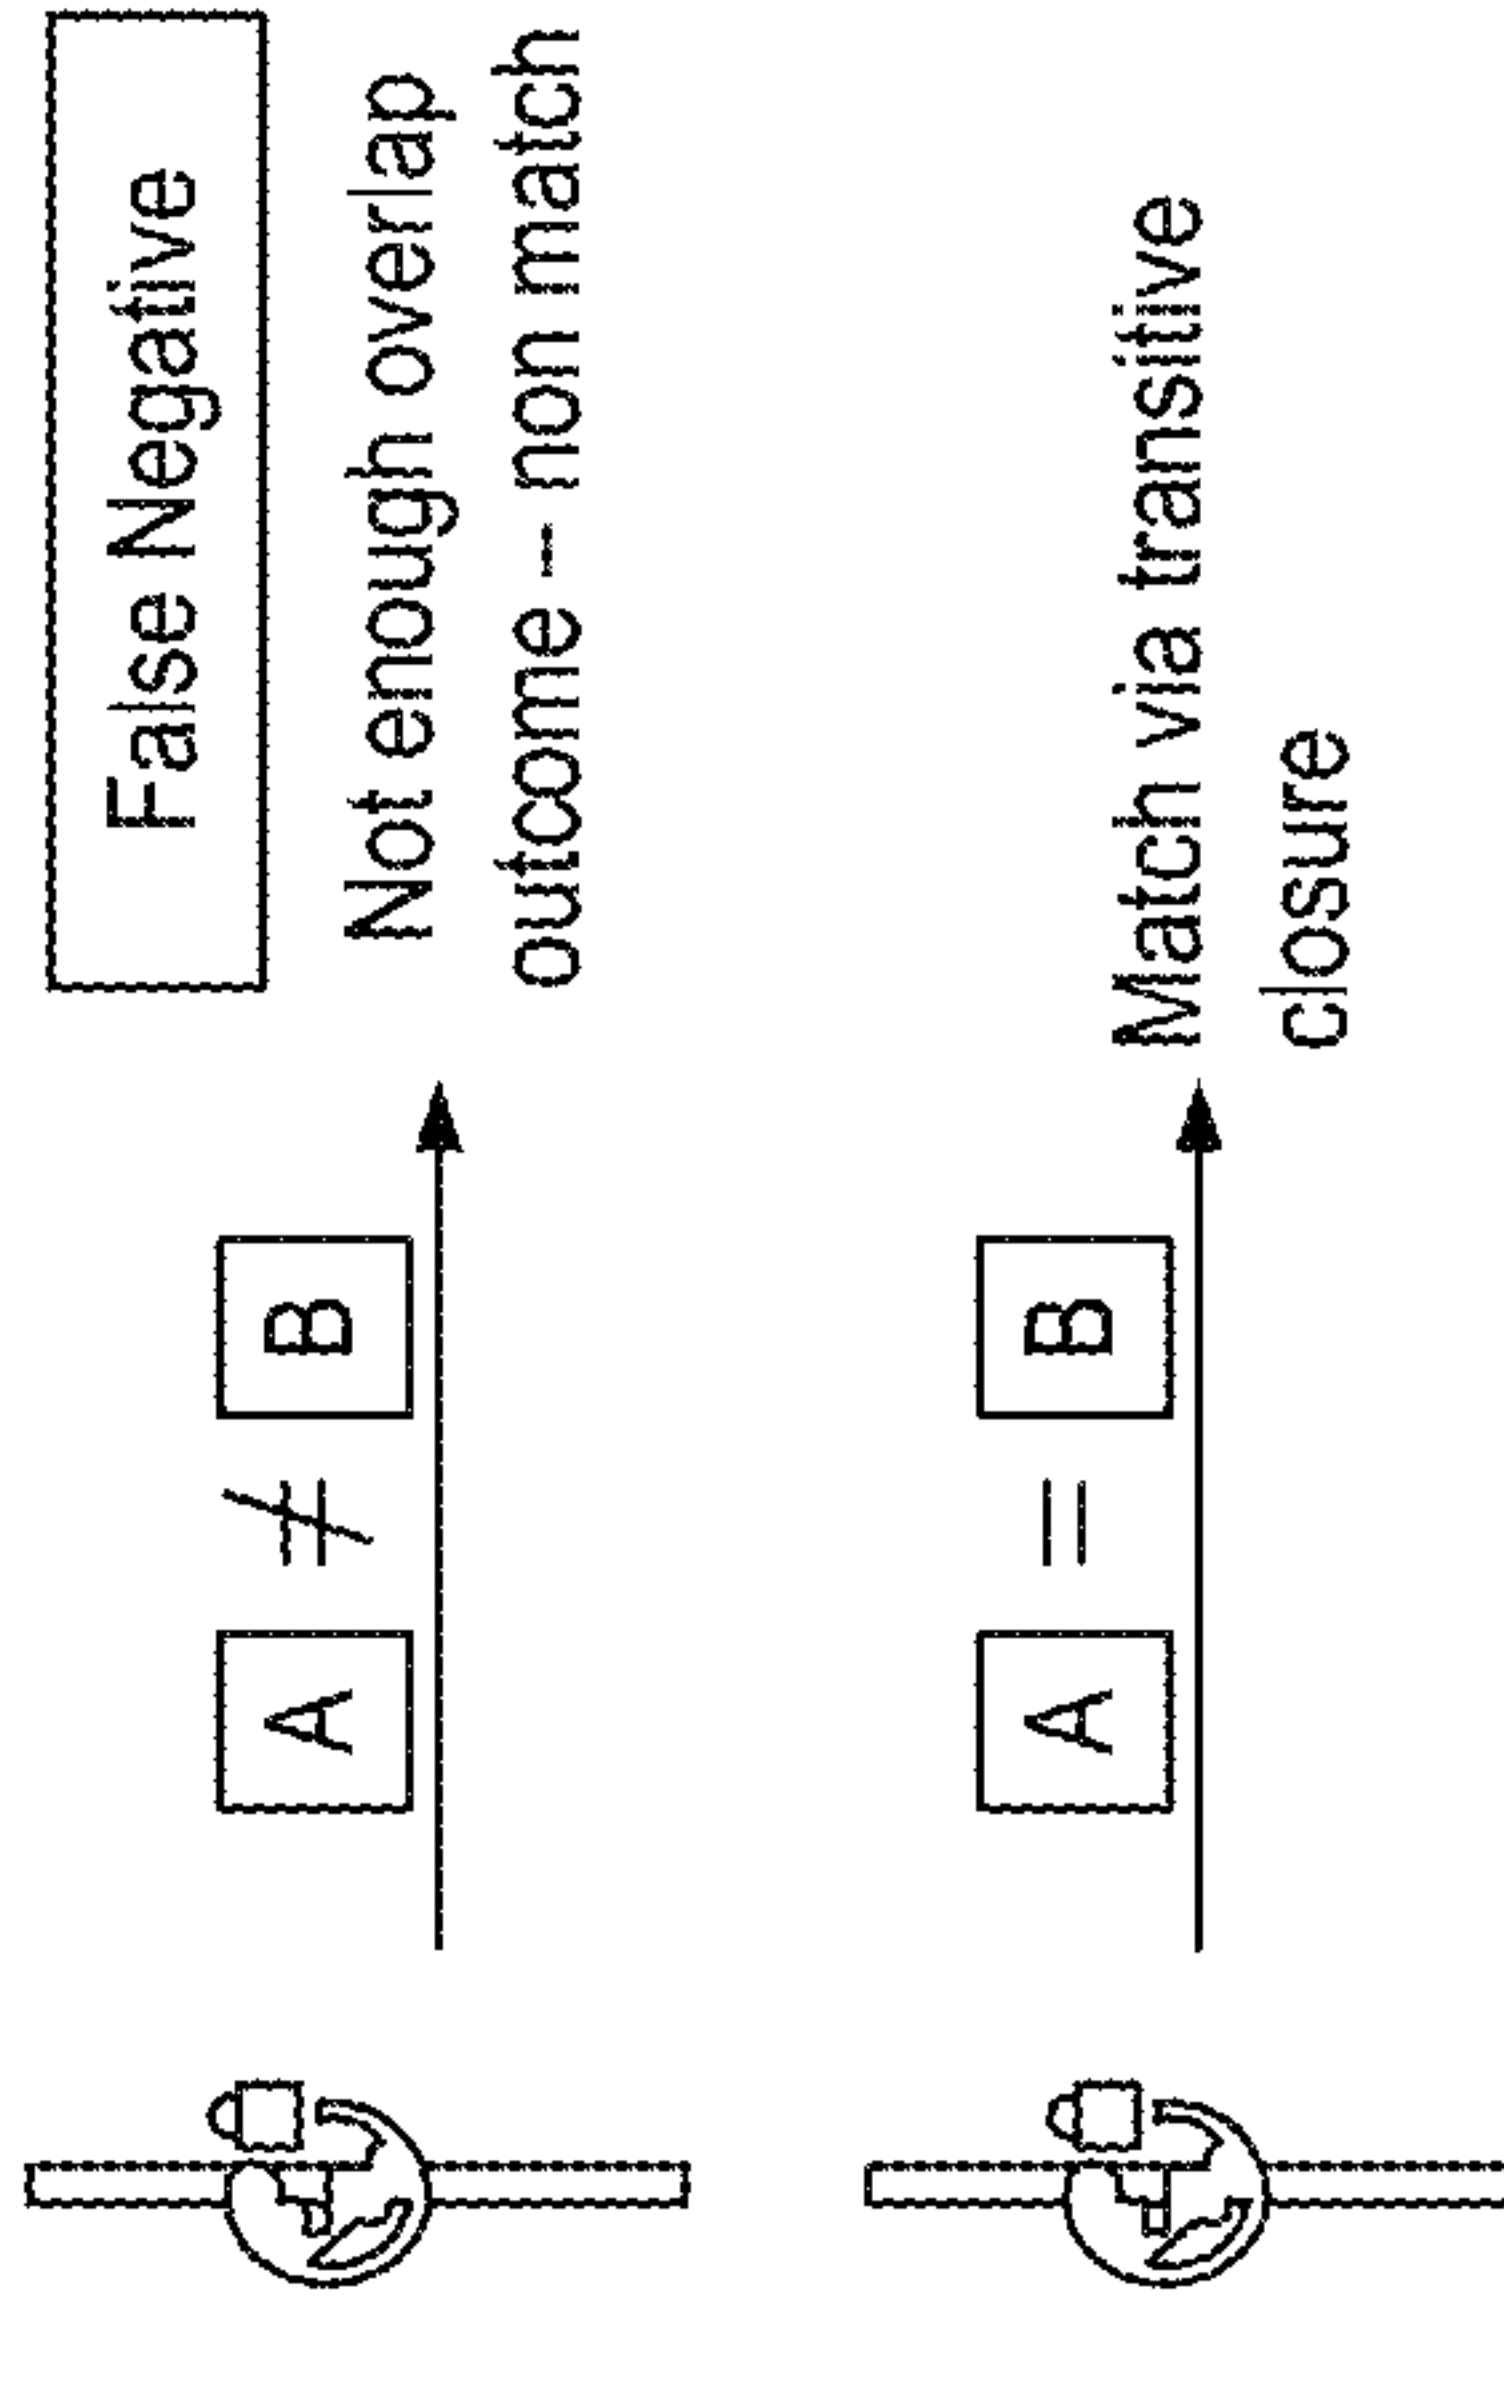 False Negative
A ≠ B
Not enough overlap
outcome -- non match
A = B
Match via transitive
closure